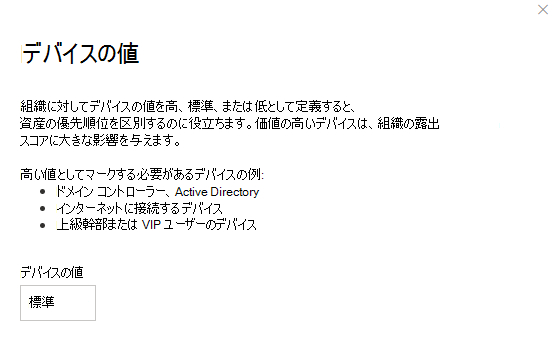 デバイスの値
組織に対してデバイスの値を高、標準、または低として定義すると、
資産の優先順位を区別するのに役立ちます。価値の高いデバイスは、組織の露出
スコアに大きな影響を与えます。
高い値としてマークする必要があるデバイスの例:
• ドメイン コントローラー、Active Directory
• インターネットに接続するデバイス
• 上級幹部または VIP ユーザーのデバイス
デバイスの値
標準